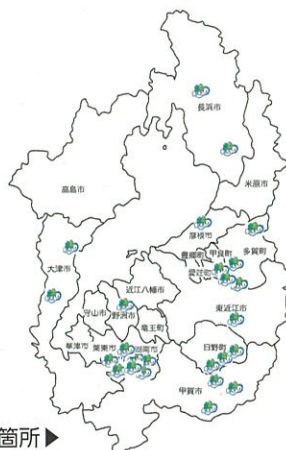 長浜市
高島市
米原市
彦根市
豊郷町
甲良町
多賀町
愛荘町
大津市
近江八幡市
東近江市
守山市
野洲市
竜王町
草津市
栗東市
湖南市
日野町
甲賀市
箇所▶